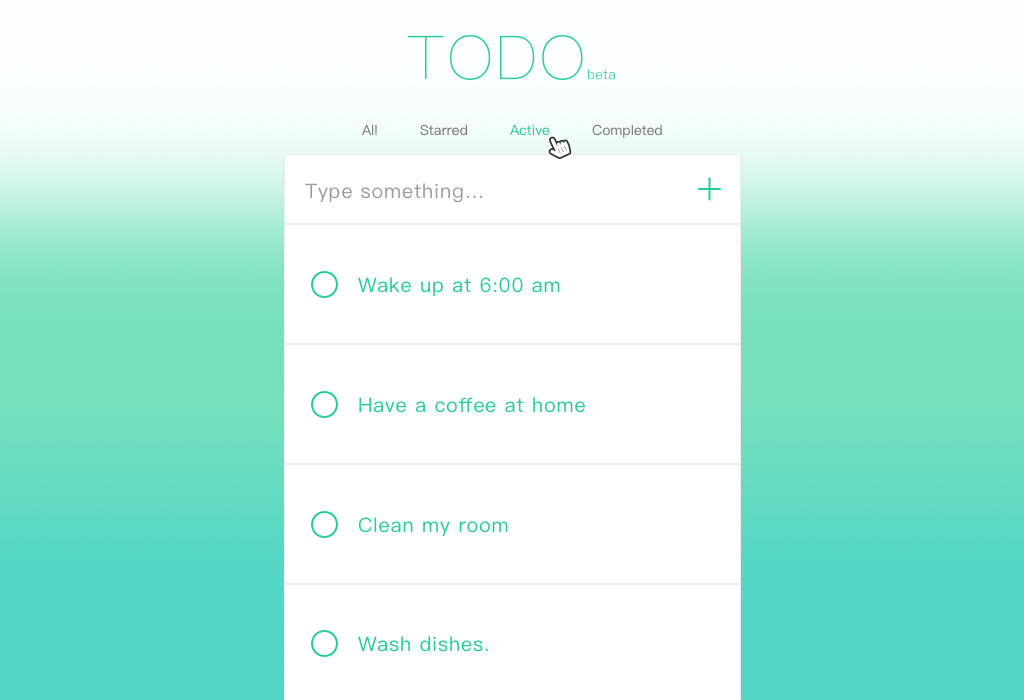 TODO beta
All Starred Active Completed
Type something...
Wake up at 6:00 am
Have a coffee at home
Clean my room
Wash dishes.